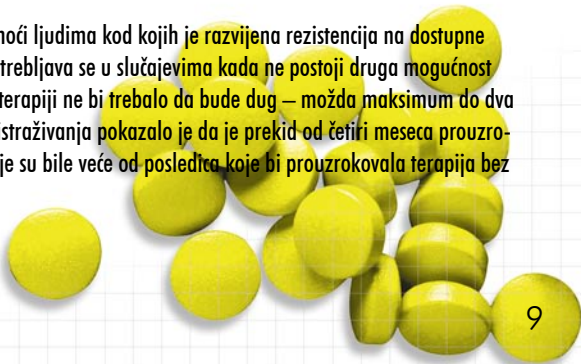 noći ljudima kod kojih je razvijena rezistencija na dostupne
trebljava se u slučajevima kada ne postoji druga mogućnost
terapiji ne bi trebalo da bude dug – možda maksimum do dva
istraživanja pokazalo je da je prekid od četiri meseca prouzro-
je su bile veće od posledica koje bi prouzrokovala terapija bez
9